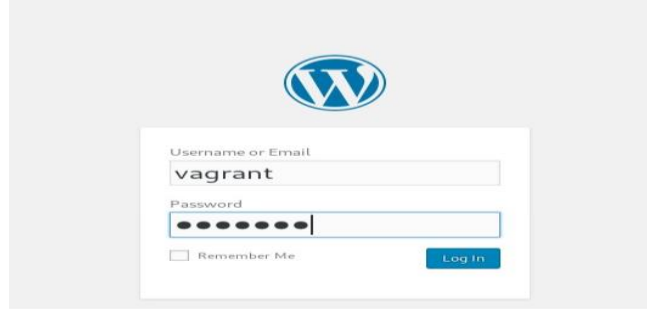 Username or Email
vagrant
Password
●●●●●●●
Remember Me
Log In